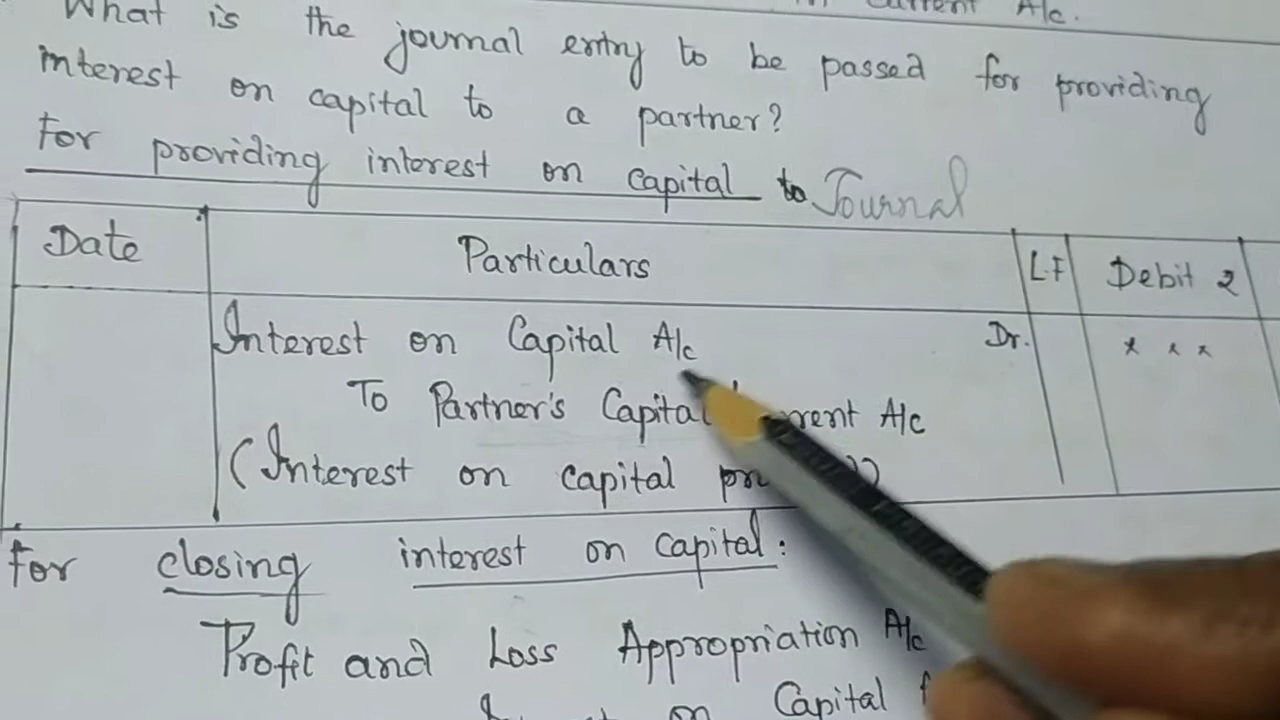 Current A/c.
What is the journal entry to be passed for providing
interest on capital to a partner?
For providing interest on capital to Journal
Date Particulars L.F Debit ₹
Interest on Capital A/c Dr. x x x
To Partner's Capital A/c
(Interest on capital
For closing interest on capital:
Profit and Loss Appropriation A/c
on Capital